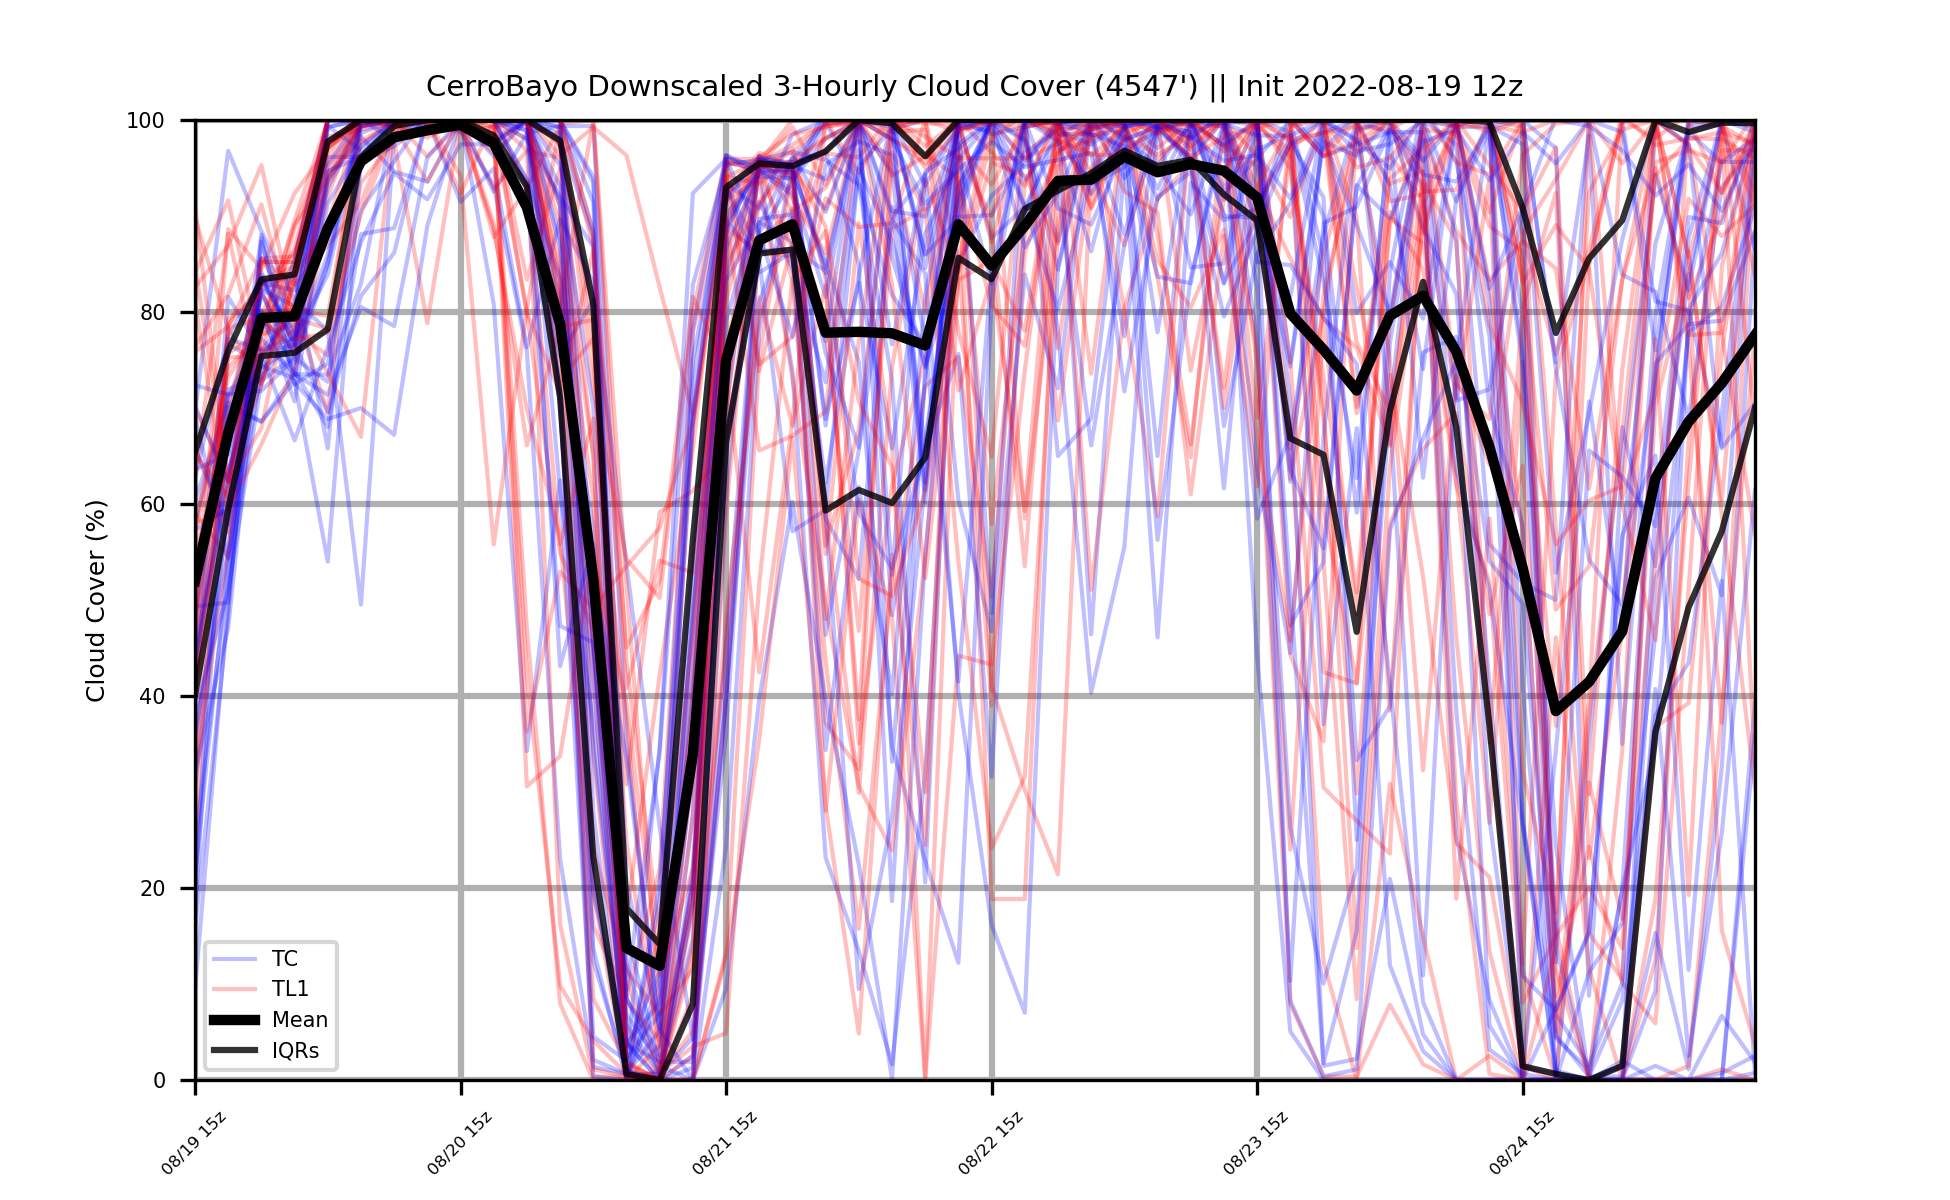 CerroBayo Downscaled 3-Hourly Cloud Cover (4547') || Init 2022-08-19 12z
Cloud Cover (%)
100
80
60
40
20
0
TC
TL1
Mean
IQRs
08/19 15z
08/20 15z
08/21 15z
08/22 15z
08/23 15z
08/24 15z